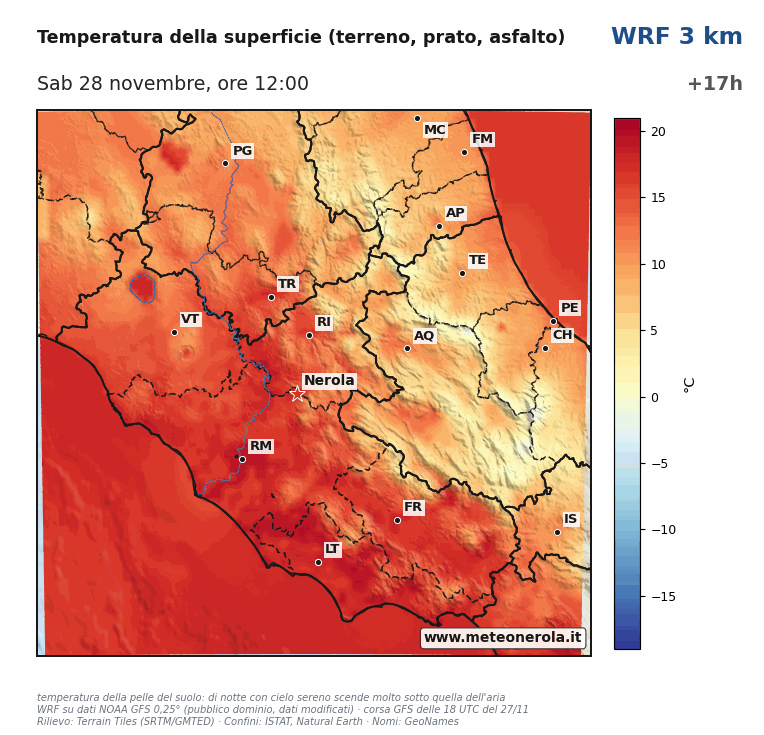 Temperatura della superficie (terreno, prato, asfalto)
WRF 3 km
Sab 28 novembre, ore 12:00
+17h
MC
FM
PG
AP
TE
TR
PE
VT
RI
AQ
CH
Nerola
RM
FR
IS
LT
www.meteonerola.it
20
15
10
5
0
−5
−10
−15
°C
temperatura della pelle del suolo: di notte con cielo sereno scende molto sotto quella dell'aria
WRF su dati NOAA GFS 0,25° (pubblico dominio, dati modificati) · corsa GFS delle 18 UTC del 27/11
Rilievo: Terrain Tiles (SRTM/GMTED) · Confini: ISTAT, Natural Earth · Nomi: GeoNames